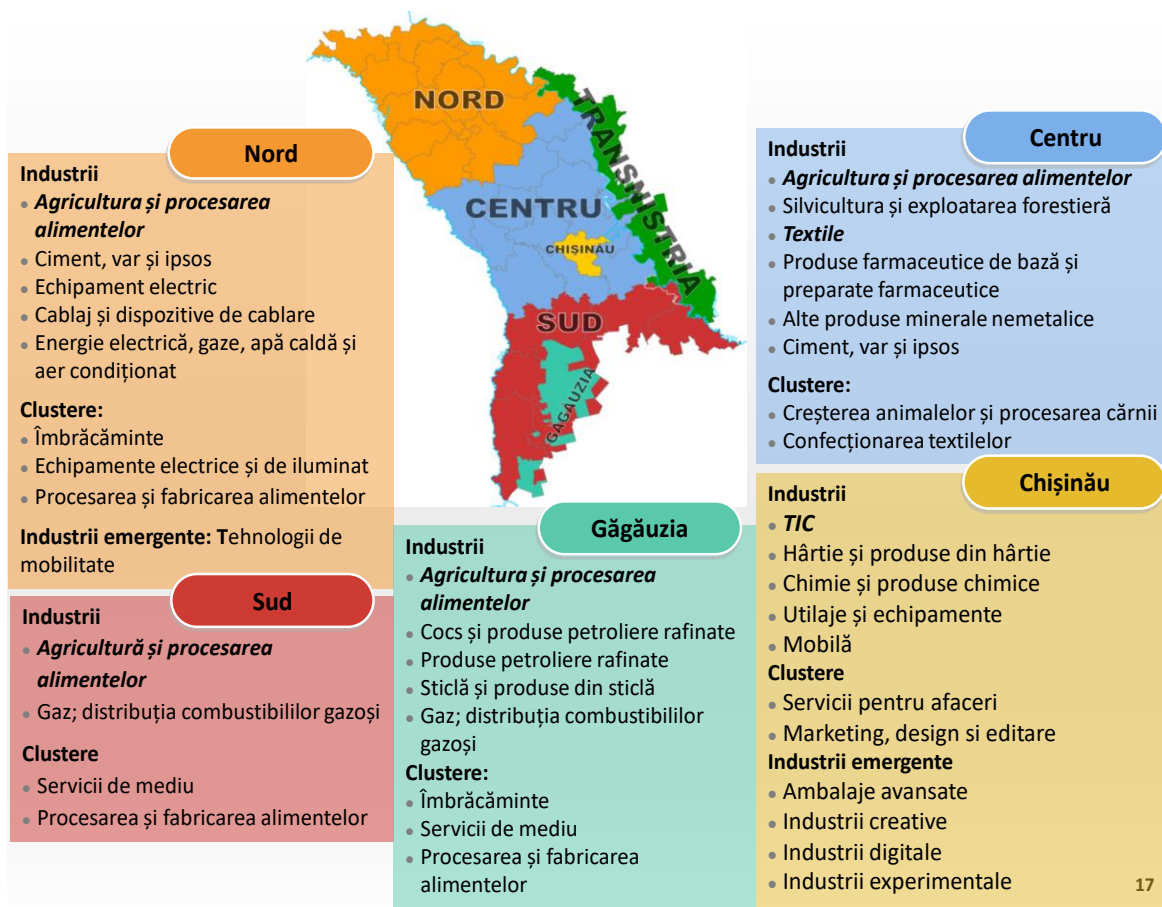 NORD
TRANSNISTRIA
CENTRU
CHIȘINĂU
SUD
GĂGĂUZIA
Nord
Industrii
• Agricultura și procesarea
alimentelor
• Ciment, var și ipsos
• Echipament electric
• Cablaj și dispozitive de cablare
• Energie electrică, gaze, apă caldă și
aer condiționat
Clustere:
• Îmbrăcăminte
• Echipamente electrice și de iluminat
• Procesarea și fabricarea alimentelor
Industrii emergente: Tehnologii de
mobilitate
Sud
Industrii
• Agricultură și procesarea
alimentelor
• Gaz; distribuția combustibililor gazoși
Clustere
• Servicii de mediu
• Procesarea și fabricarea alimentelor
Găgăuzia
Industrii
• Agricultura și procesarea
alimentelor
• Cocs și produse petroliere rafinate
• Produse petroliere rafinate
• Sticlă și produse din sticlă
• Gaz; distribuția combustibililor
gazoși
Clustere:
• Îmbrăcăminte
• Servicii de mediu
• Procesarea și fabricarea
alimentelor
Centru
Industrii
• Agricultura și procesarea alimentelor
• Silvicultura și exploatarea forestieră
• Textile
• Produse farmaceutice de bază și
preparate farmaceutice
• Alte produse minerale nemetalice
• Ciment, var și ipsos
Clustere:
• Creșterea animalelor și procesarea cărnii
• Confecționarea textilelor
Chișinău
Industrii
• TIC
• Hârtie și produse din hârtie
• Chimie și produse chimice
• Utilaje și echipamente
• Mobilă
Clustere
• Servicii pentru afaceri
• Marketing, design si editare
Industrii emergente
• Ambalaje avansate
• Industrii creative
• Industrii digitale
• Industrii experimentale
17